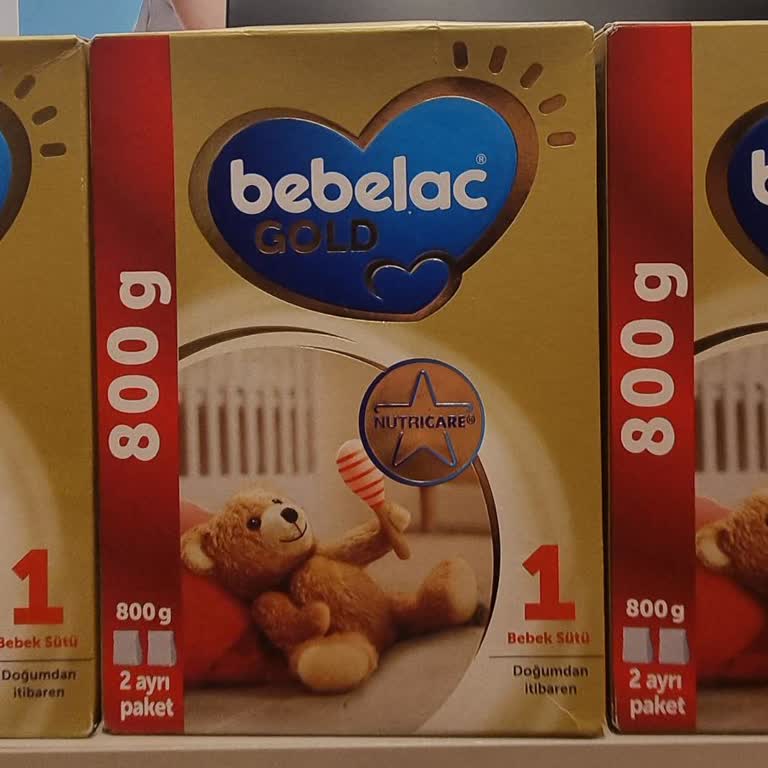 bebelac®
GOLD
800 g
NUTRICARE
1
Bebek Sütü
Doğumdan
itibaren
800 g
2 ayrı
paket
1
Bebek Sütü
Doğumdan
itibaren
800 g
800 g
2 ayrı
paket